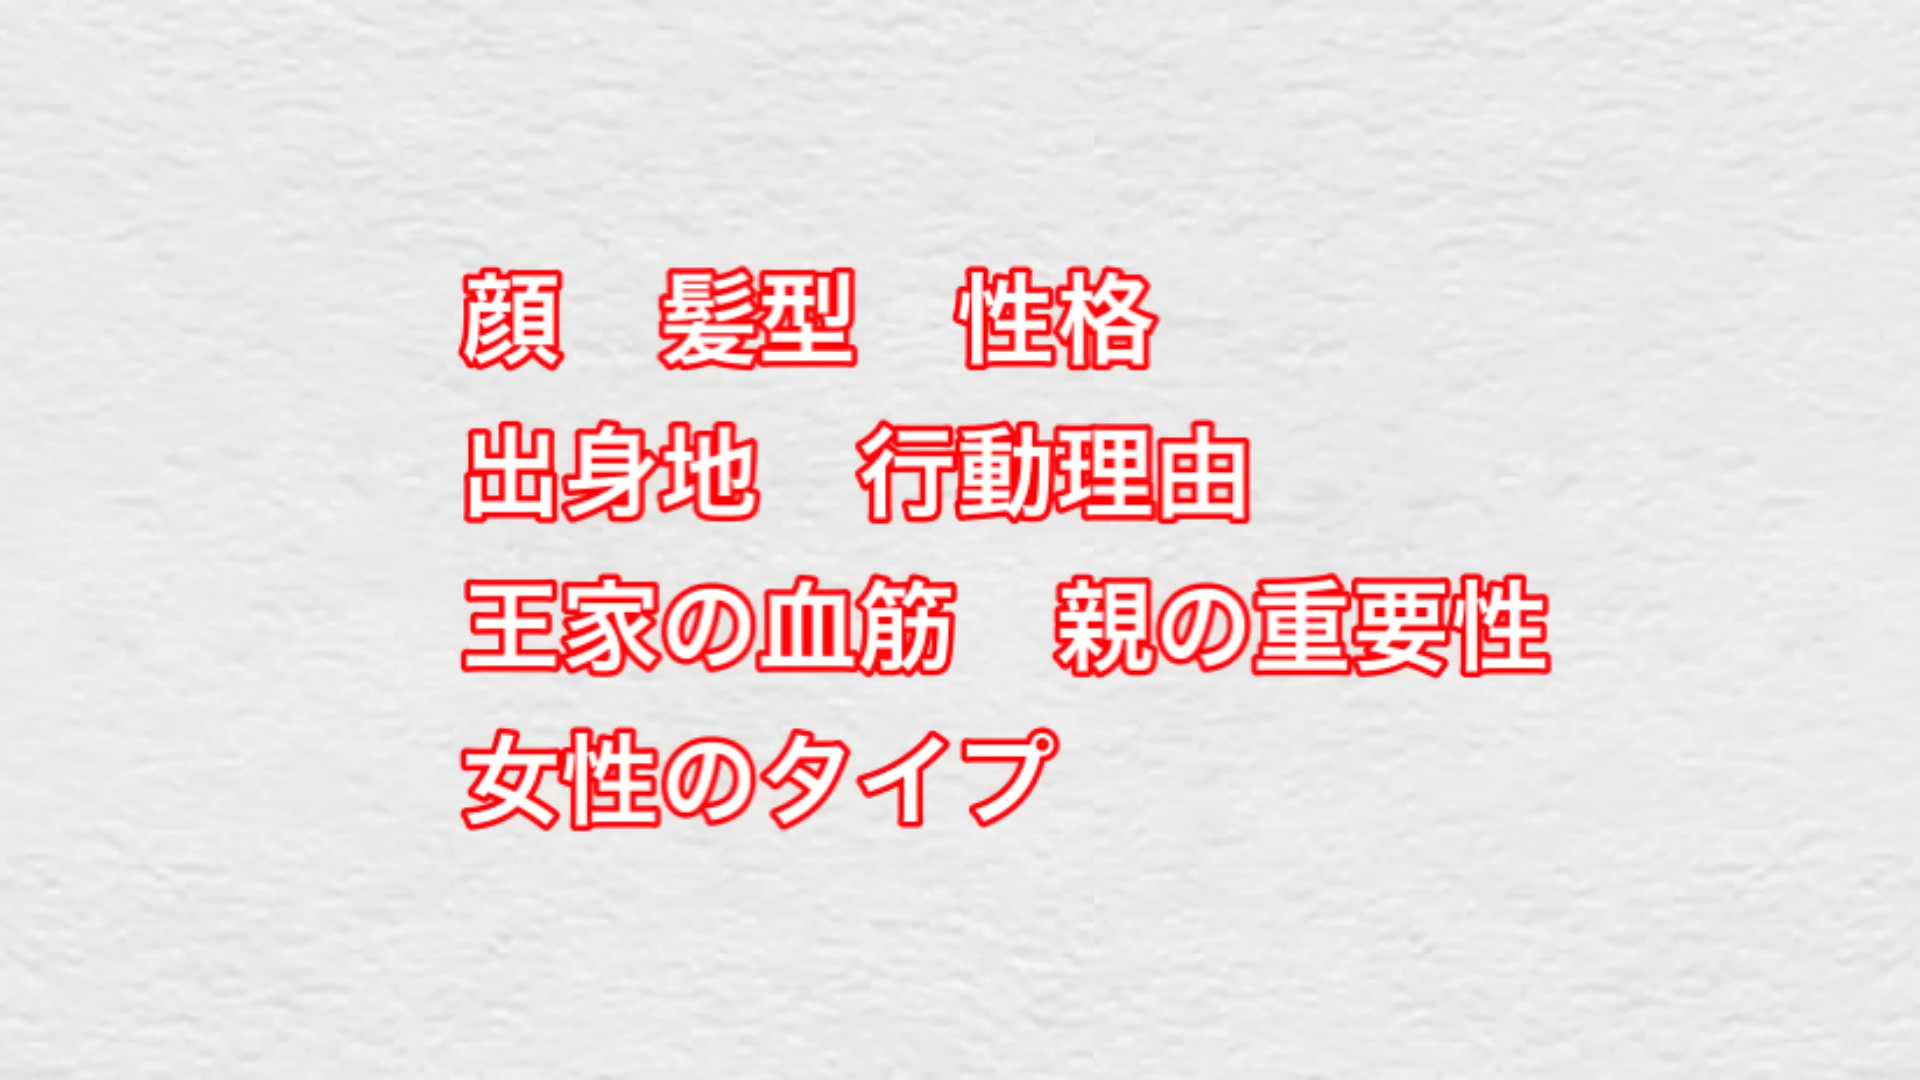 顔　髪型　性格
出身地　行動理由
王家の血筋　親の重要性
女性のタイプ